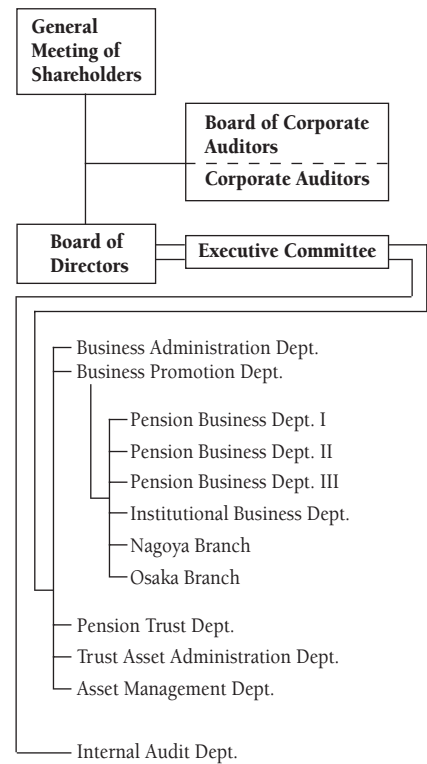 General
Meeting of
Shareholders
Board of Corporate
Auditors
Corporate Auditors
Board of
Directors
Executive Committee
Business Administration Dept.
Business Promotion Dept.
Pension Business Dept. I
Pension Business Dept. II
Pension Business Dept. III
Institutional Business Dept.
Nagoya Branch
Osaka Branch
Pension Trust Dept.
Trust Asset Administration Dept.
Asset Management Dept.
Internal Audit Dept.